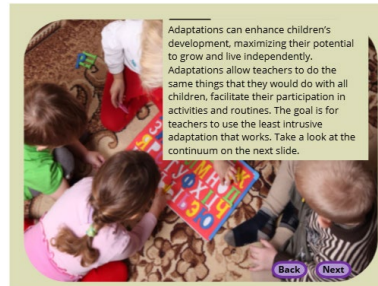 Adaptations can enhance children's
development, maximizing their potential
to grow and live independently.
Adaptations allow teachers to do the
same things that they would do with all
children, facilitate their participation in
activities and routines. The goal is for
teachers to use the least intrusive
adaptation that works. Take a look at the
continuum on the next slide.
Back
Next